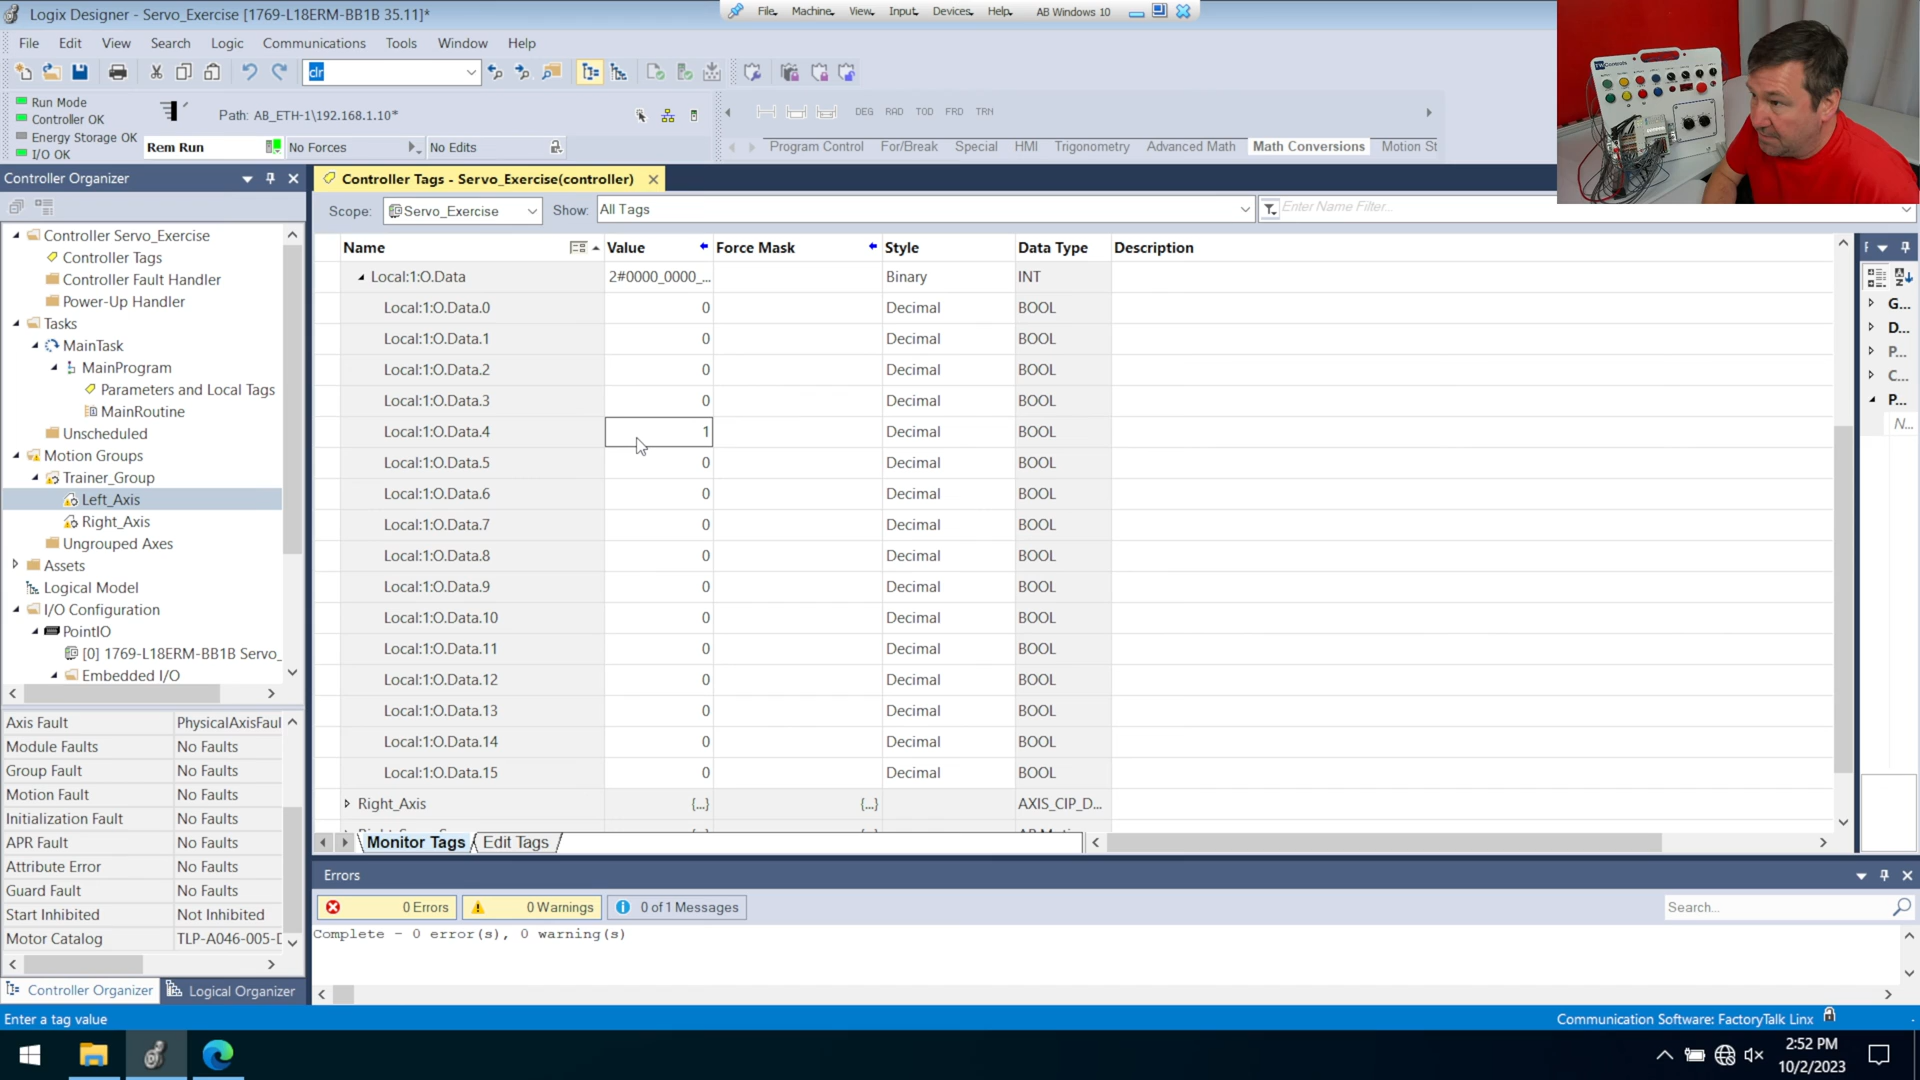 Logix Designer - Servo_Exercise [1769-L18ERM-BB1B 35.11]*
File Machine View Input Devices Help AB Windows 10
File Edit View Search Logic Communications Tools Window Help
clr
Run Mode
Controller OK
Energy Storage OK
I/O OK
Path: AB_ETH-1\192.168.1.10*
Rem Run No Forces No Edits
DEG RAD TOD FRD TRN
Program Control For/Break Special HMI Trigonometry Advanced Math Math Conversions Motion St
Controller Organizer
Controller Servo_Exercise
Controller Tags
Controller Fault Handler
Power-Up Handler
Tasks
MainTask
MainProgram
Parameters and Local Tags
MainRoutine
Unscheduled
Motion Groups
Trainer_Group
Left_Axis
Right_Axis
Ungrouped Axes
Assets
Logical Model
I/O Configuration
PointIO
[0] 1769-L18ERM-BB1B Servo_
Embedded I/O
Axis Fault PhysicalAxisFaul
Module Faults No Faults
Group Fault No Faults
Motion Fault No Faults
Initialization Fault No Faults
APR Fault No Faults
Attribute Error No Faults
Guard Fault No Faults
Start Inhibited Not Inhibited
Motor Catalog TLP-A046-005-D
Controller Organizer Logical Organizer
Controller Tags - Servo_Exercise(controller)
Scope: Servo_Exercise Show: All Tags Enter Name Filter...
Name Value Force Mask Style Data Type Description
Local:1:O.Data 2#0000_0000_... Binary INT
Local:1:O.Data.0 0 Decimal BOOL
Local:1:O.Data.1 0 Decimal BOOL
Local:1:O.Data.2 0 Decimal BOOL
Local:1:O.Data.3 0 Decimal BOOL
Local:1:O.Data.4 1 Decimal BOOL
Local:1:O.Data.5 0 Decimal BOOL
Local:1:O.Data.6 0 Decimal BOOL
Local:1:O.Data.7 0 Decimal BOOL
Local:1:O.Data.8 0 Decimal BOOL
Local:1:O.Data.9 0 Decimal BOOL
Local:1:O.Data.10 0 Decimal BOOL
Local:1:O.Data.11 0 Decimal BOOL
Local:1:O.Data.12 0 Decimal BOOL
Local:1:O.Data.13 0 Decimal BOOL
Local:1:O.Data.14 0 Decimal BOOL
Local:1:O.Data.15 0 Decimal BOOL
Right_Axis {...} {...} AXIS_CIP_D...
Monitor Tags Edit Tags
G...
D...
P...
C...
P...
N...
Errors
0 Errors 0 Warnings 0 of 1 Messages Search...
Complete - 0 error(s), 0 warning(s)
Enter a tag value
Communication Software: FactoryTalk Linx
2:52 PM
10/2/2023